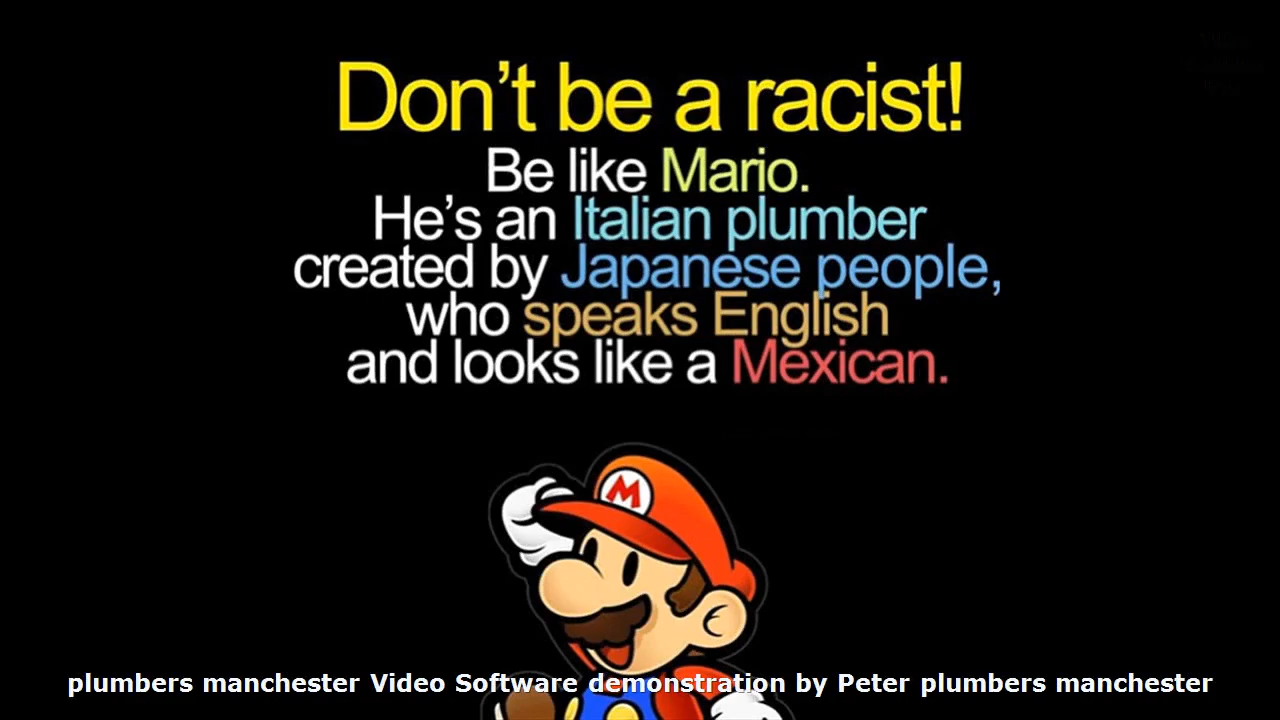 Don't be a racist!
Be like Mario.
He's an Italian plumber
created by Japanese people,
who speaks English
and looks like a Mexican.
M
plumbers manchester Video Software demonstration by Peter plumbers manchester